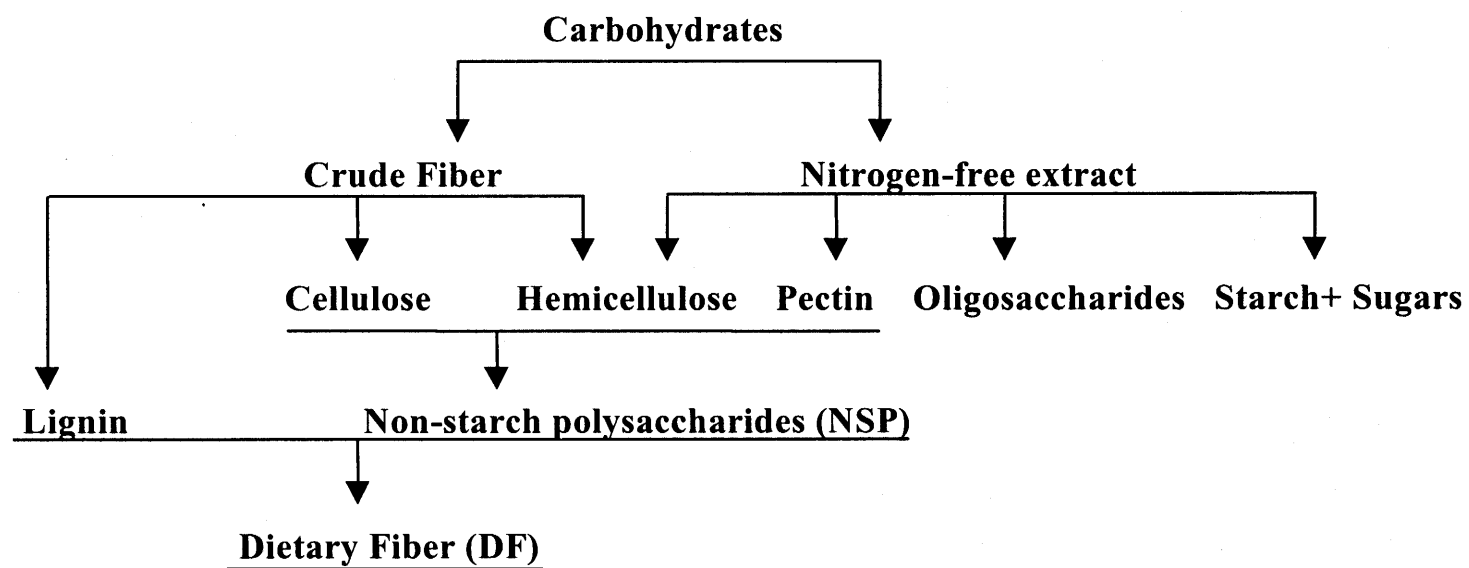 Carbohydrates
Crude Fiber Nitrogen-free extract
Cellulose Hemicellulose Pectin Oligosaccharides Starch+ Sugars
Lignin Non-starch polysaccharides (NSP)
Dietary Fiber (DF)